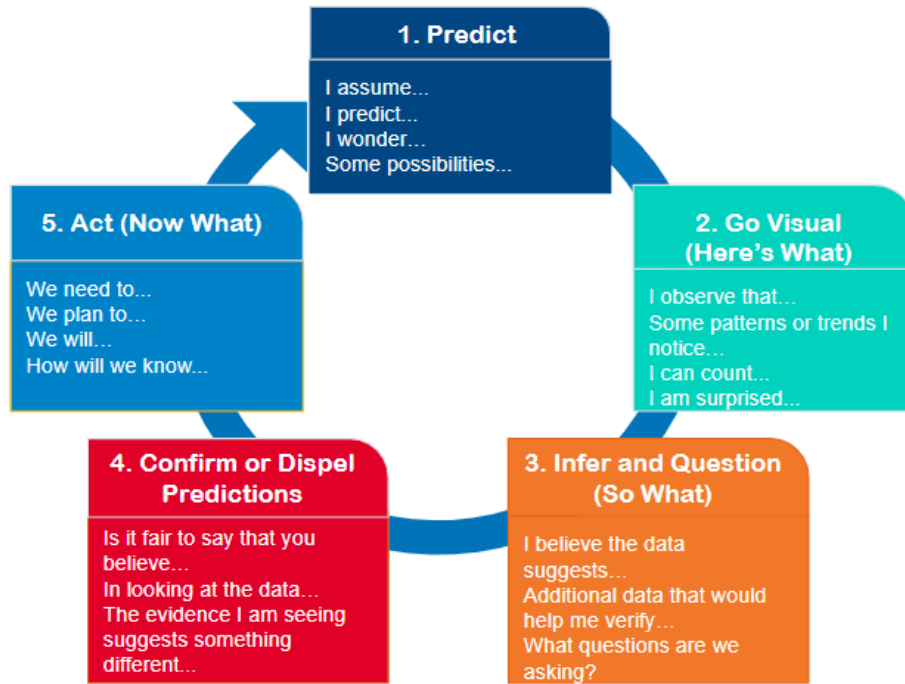 1. Predict
I assume...
I predict...
I wonder...
Some possibilities...
2. Go Visual
(Here's What)
I observe that...
Some patterns or trends I
notice...
I can count...
I am surprised...
3. Infer and Question
(So What)
I believe the data
suggests...
Additional data that would
help me verify...
What questions are we
asking?
4. Confirm or Dispel
Predictions
Is it fair to say that you
believe...
In looking at the data...
The evidence I am seeing
suggests something
different...
5. Act (Now What)
We need to...
We plan to...
We will...
How will we know...